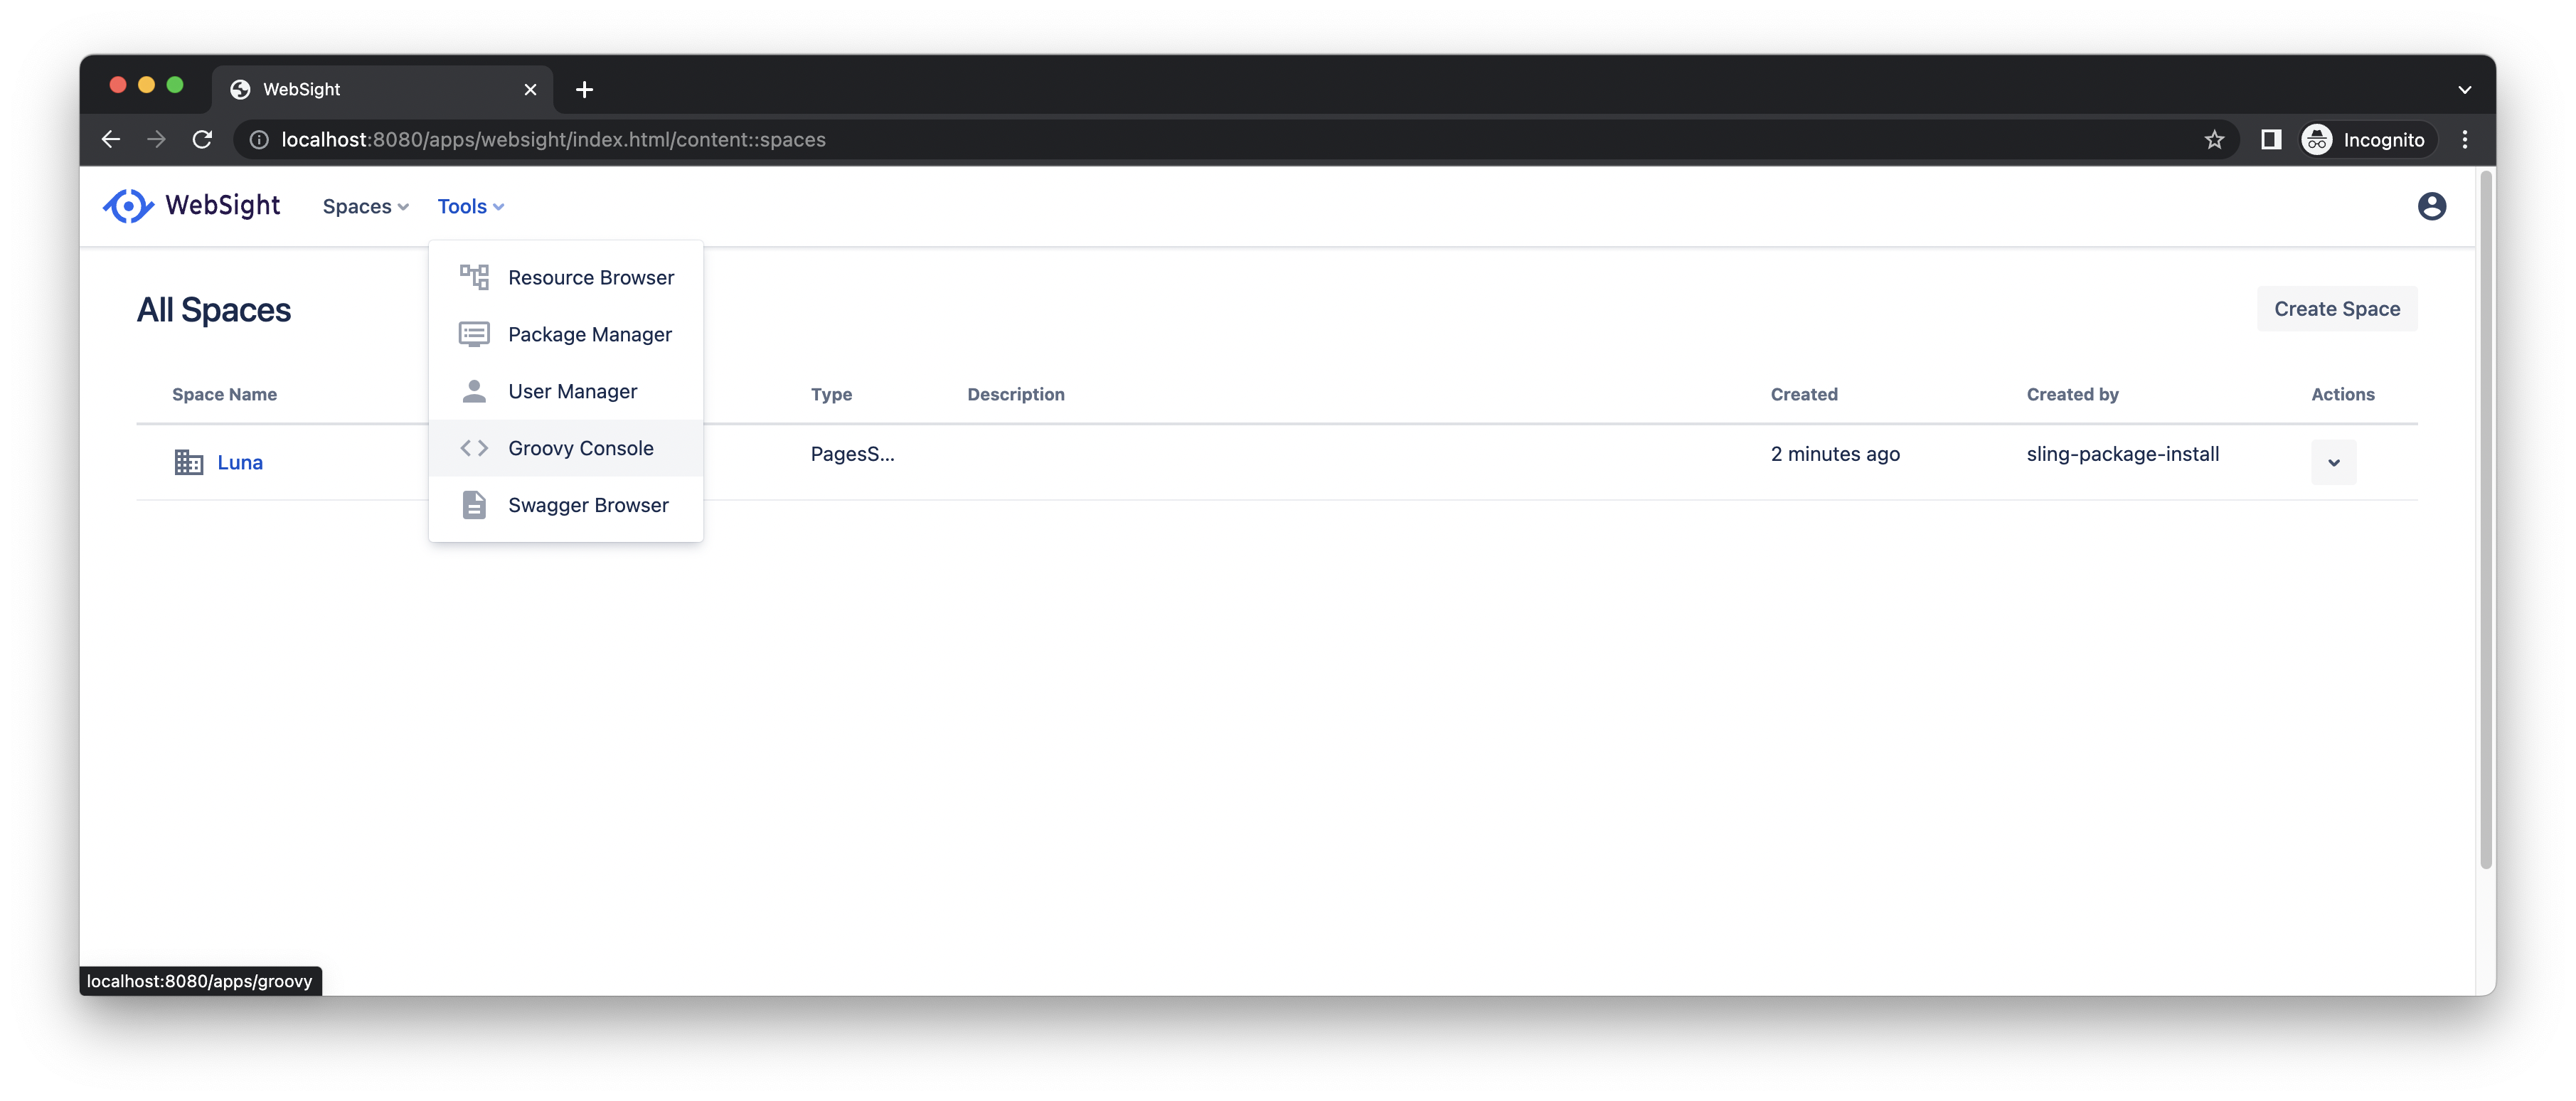 WebSight
localhost:8080/apps/websight/index.html/content::spaces
Incognito
WebSight Spaces Tools
Resource Browser
Package Manager
User Manager
Groovy Console
Swagger Browser
All Spaces
Create Space
Space Name Type Description Created Created by Actions
Luna PagesS... 2 minutes ago sling-package-install
localhost:8080/apps/groovy